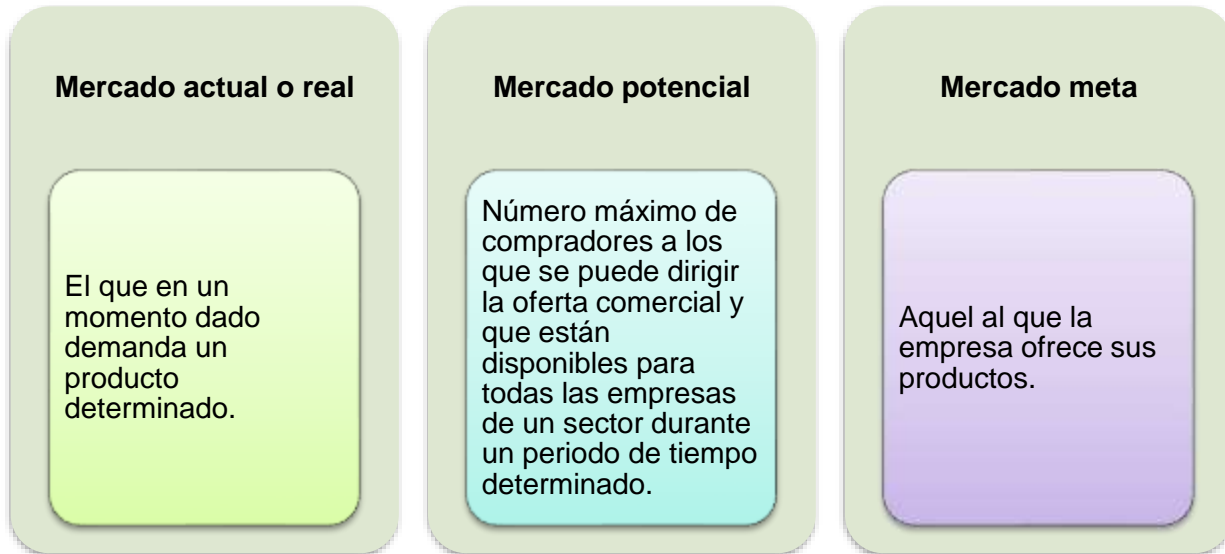 Mercado actual o real
El que en un
momento dado
demanda un
producto
determinado.
Mercado potencial
Número máximo de
compradores a los
que se puede dirigir
la oferta comercial y
que están
disponibles para
todas las empresas
de un sector durante
un periodo de tiempo
determinado.
Mercado meta
Aquel al que la
empresa ofrece sus
productos.